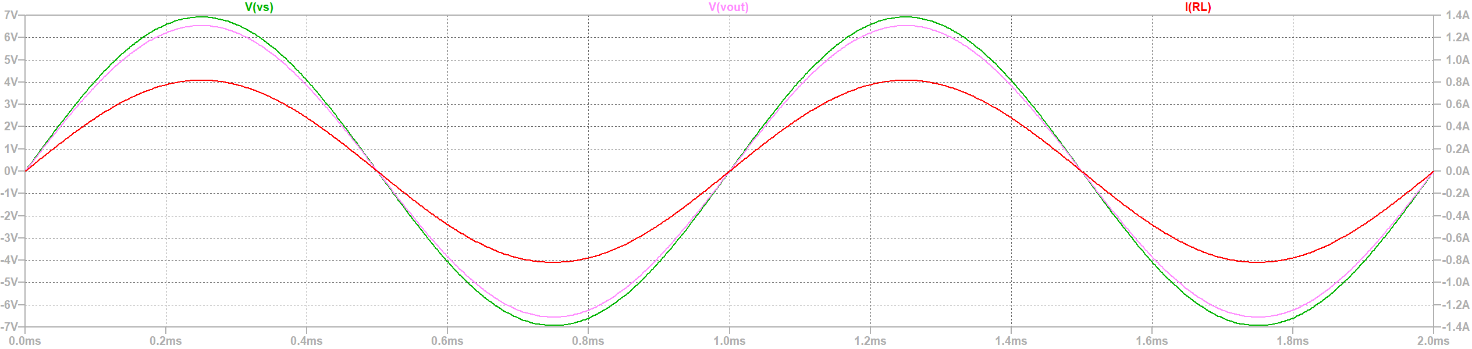 V(vs) V(vout) I(RL)
7V 1.4A
6V 1.2A
5V 1.0A
4V 0.8A
3V 0.6A
2V 0.4A
1V 0.2A
0V 0.0A
-1V -0.2A
-2V -0.4A
-3V -0.6A
-4V -0.8A
-5V -1.0A
-6V -1.2A
-7V -1.4A
0.0ms 0.2ms 0.4ms 0.6ms 0.8ms 1.0ms 1.2ms 1.4ms 1.6ms 1.8ms 2.0ms